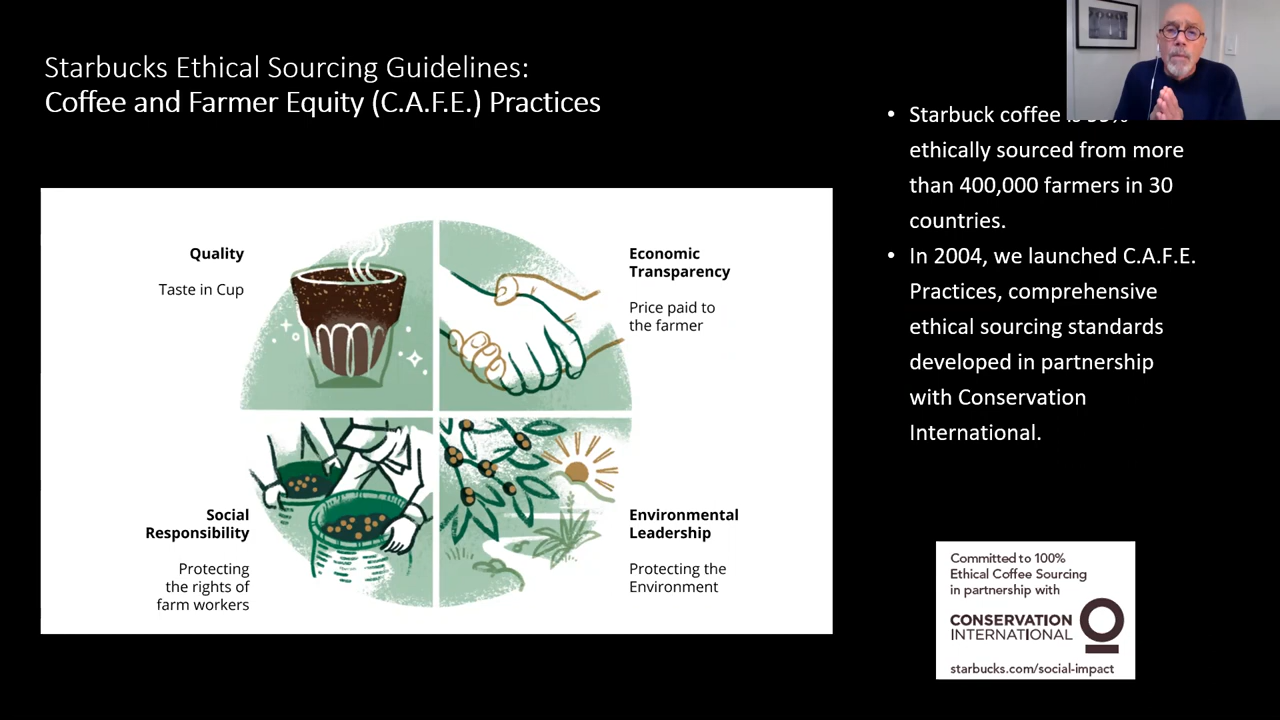 Starbucks Ethical Sourcing Guidelines:
Coffee and Farmer Equity (C.A.F.E.) Practices
Quality
Taste in Cup
Economic
Transparency
Price paid to
the farmer
Social
Responsibility
Protecting
the rights of
farm workers
Environmental
Leadership
Protecting the
Environment
• Starbuck coffee
ethically sourced from more
than 400,000 farmers in 30
countries.
• In 2004, we launched C.A.F.E.
Practices, comprehensive
ethical sourcing standards
developed in partnership
with Conservation
International.
Committed to 100%
Ethical Coffee Sourcing
in partnership with
CONSERVATION
INTERNATIONAL
starbucks.com/social-impact